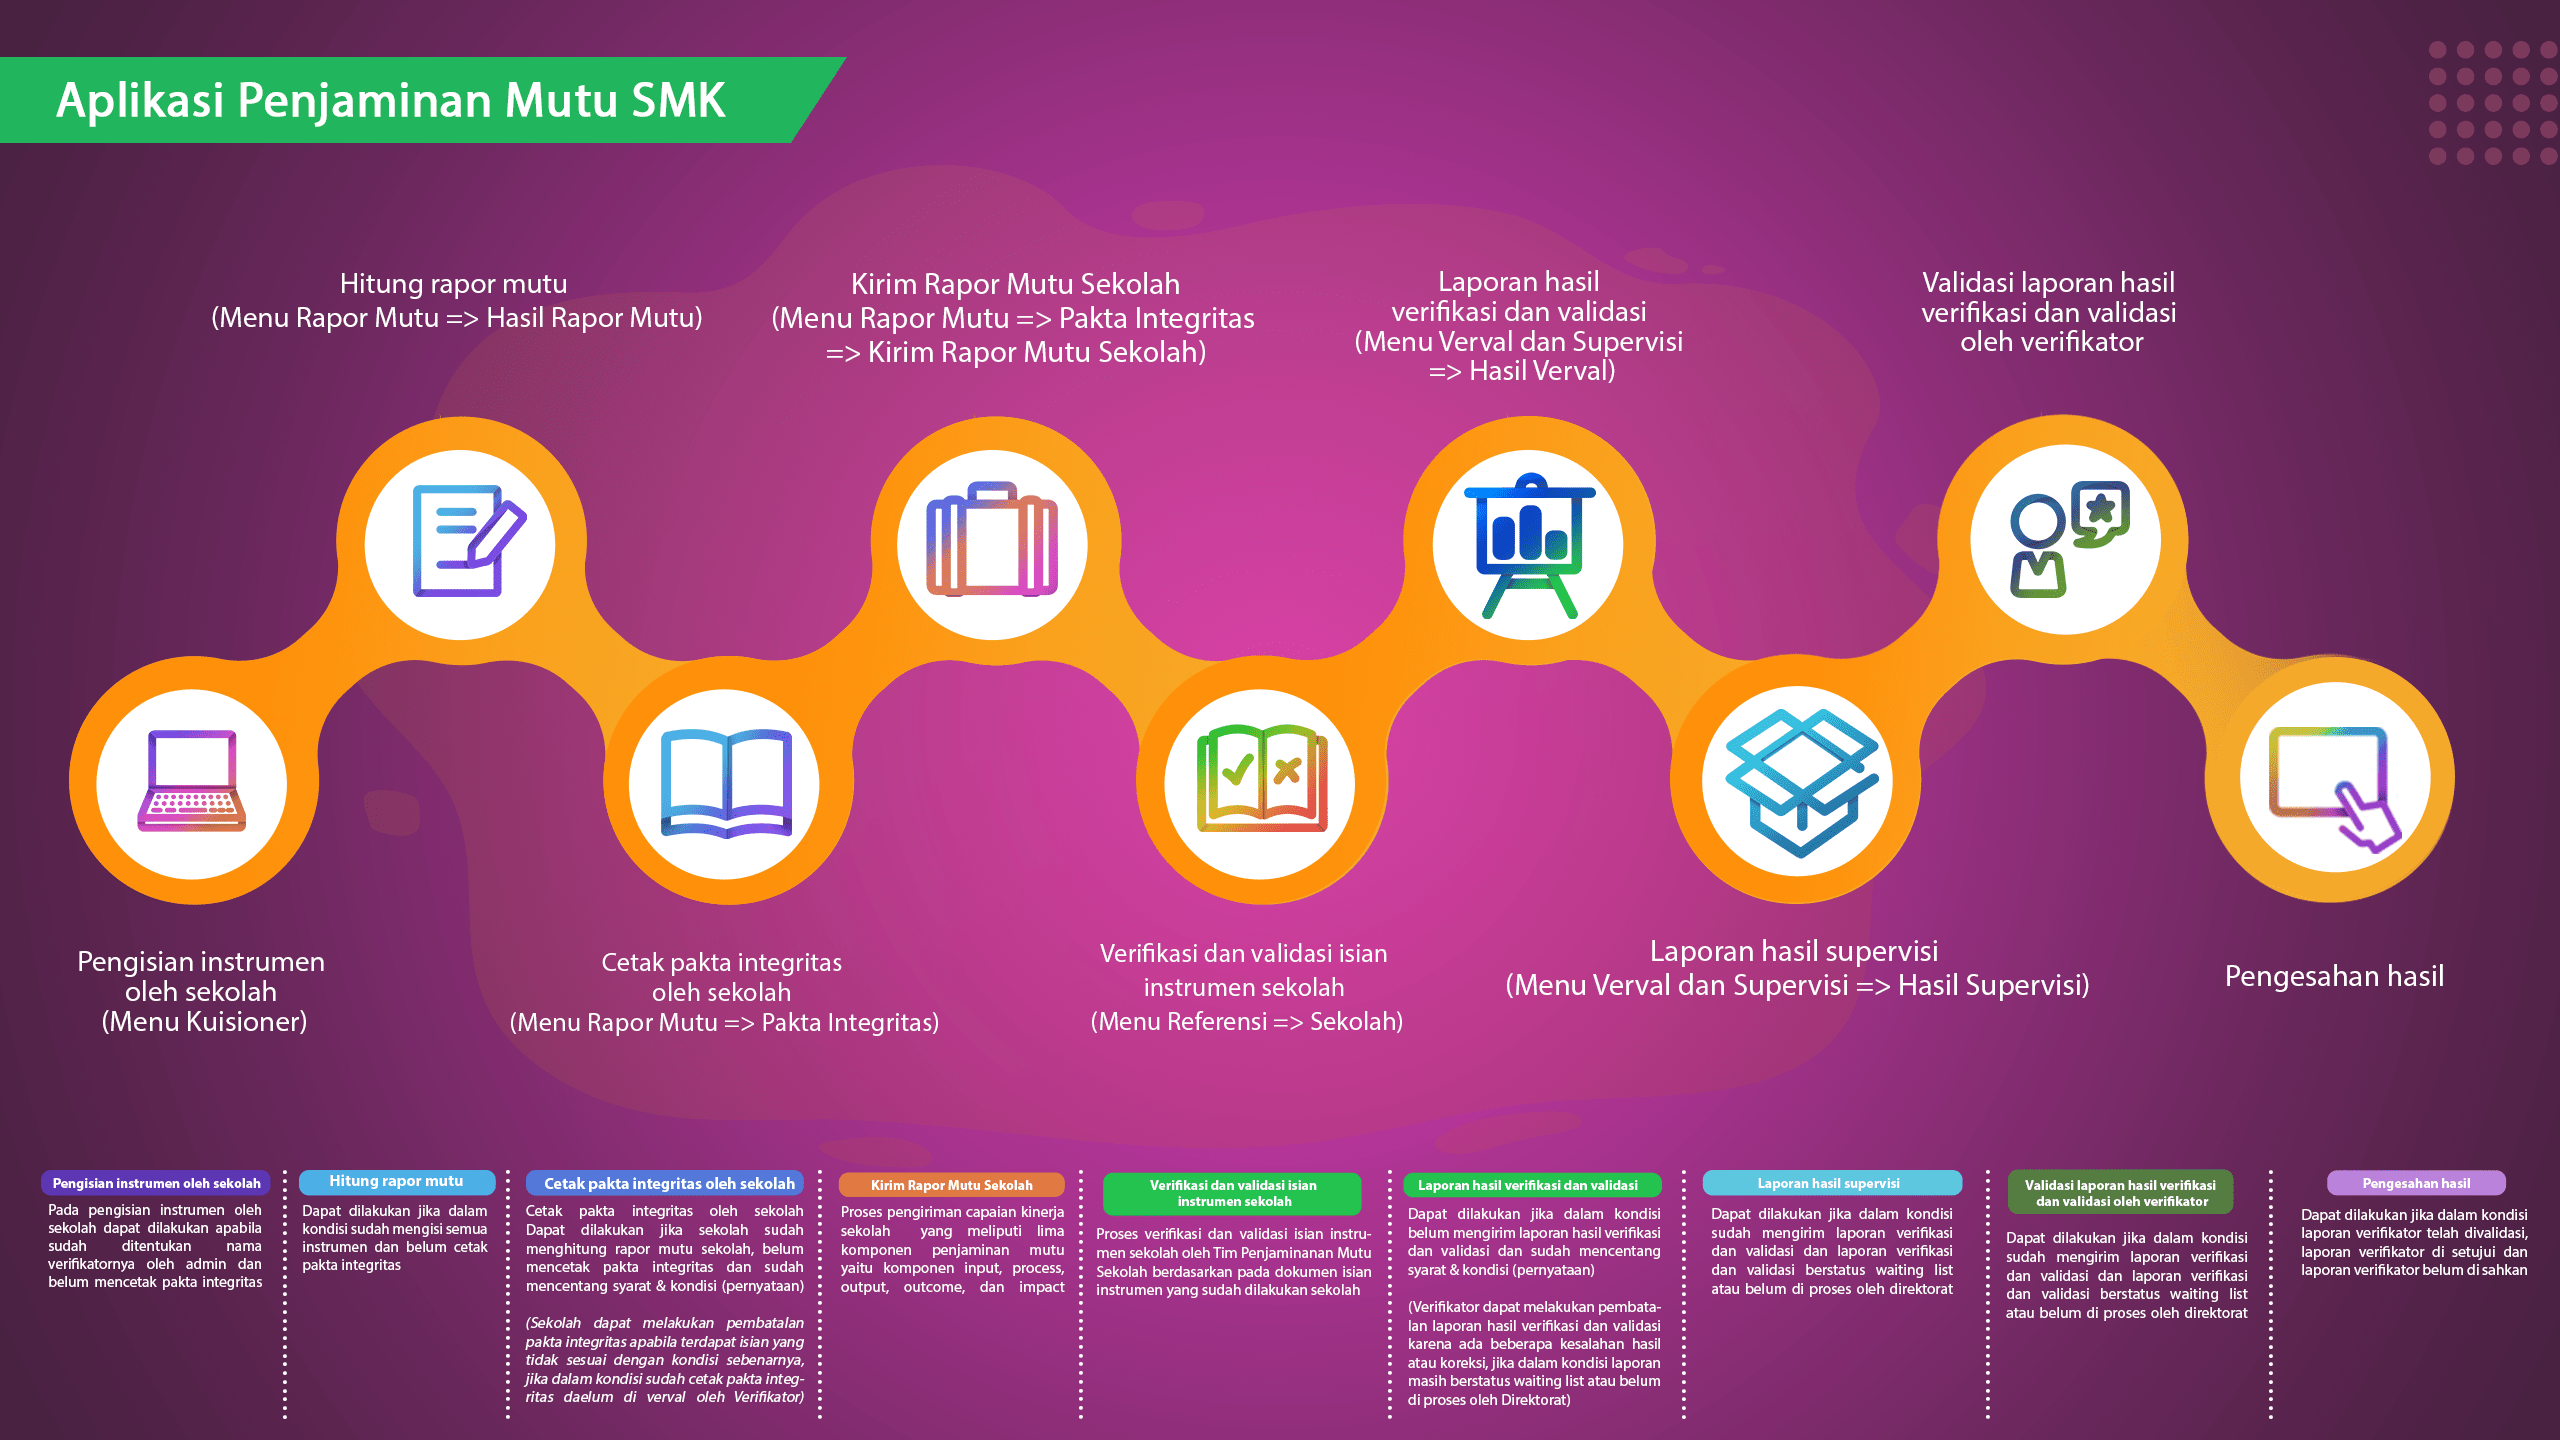 Aplikasi Penjaminan Mutu SMK
Hitung rapor mutu
(Menu Rapor Mutu => Hasil Rapor Mutu)
Kirim Rapor Mutu Sekolah
(Menu Rapor Mutu => Pakta Integritas
=> Kirim Rapor Mutu Sekolah)
Laporan hasil
verifikasi dan validasi
(Menu Verval dan Supervisi
=> Hasil Verval)
Validasi laporan hasil
verifikasi dan validasi
oleh verifikator
Pengisian instrumen
oleh sekolah
(Menu Kuisioner)
Cetak pakta integritas
oleh sekolah
(Menu Rapor Mutu => Pakta Integritas)
Verifikasi dan validasi isian
instrumen sekolah
(Menu Referensi => Sekolah)
Laporan hasil supervisi
(Menu Verval dan Supervisi => Hasil Supervisi)
Pengesahan hasil
Pengisian instrumen oleh sekolah
Pada pengisian instrumen oleh
sekolah dapat dilakukan apabila
sudah ditentukan nama
verifikatornya oleh admin dan
belum mencetak pakta integritas
Hitung rapor mutu
Dapat dilakukan jika dalam
kondisi sudah mengisi semua
instrumen dan belum cetak
pakta integritas
Cetak pakta integritas oleh sekolah
Cetak pakta integritas oleh sekolah
Dapat dilakukan jika sekolah sudah
menghitung rapor mutu sekolah, belum
mencetak pakta integritas dan sudah
mencentang syarat & kondisi (pernyataan)
(Sekolah dapat melakukan pembatalan
pakta integritas apabila terdapat isian yang
tidak sesuai dengan kondisi sebenarnya,
jika dalam kondisi sudah cetak pakta integ-
ritas daelum di verval oleh Verifikator)
Kirim Rapor Mutu Sekolah
Proses pengiriman capaian kinerja
sekolah yang meliputi lima
komponen penjaminan mutu
yaitu komponen input, process,
output, outcome, dan impact
Verifikasi dan validasi isian
instrumen sekolah
Proses verifikasi dan validasi isian instru-
men sekolah oleh Tim Penjaminanan Mutu
Sekolah berdasarkan pada dokumen isian
instrumen yang sudah dilakukan sekolah
Laporan hasil verifikasi dan validasi
Dapat dilakukan jika dalam kondisi
belum mengirim laporan hasil verifikasi
dan validasi dan sudah mencentang
syarat & kondisi (pernyataan)
(Verifikator dapat melakukan pembata-
lan laporan hasil verifikasi dan validasi
karena ada beberapa kesalahan hasil
atau koreksi, jika dalam kondisi laporan
masih berstatus waiting list atau belum
di proses oleh Direktorat)
Laporan hasil supervisi
Dapat dilakukan jika dalam kondisi
sudah mengirim laporan verifikasi
dan validasi dan laporan verifikasi
dan validasi berstatus waiting list
atau belum di proses oleh direktorat
Validasi laporan hasil verifikasi
dan validasi oleh verifikator
Dapat dilakukan jika dalam kondisi
sudah mengirim laporan verifikasi
dan validasi dan laporan verifikasi
dan validasi berstatus waiting list
atau belum di proses oleh direktorat
Pengesahan hasil
Dapat dilakukan jika dalam kondisi
laporan verifikator telah divalidasi,
laporan verifikator di setujui dan
laporan verifikator belum di sahkan